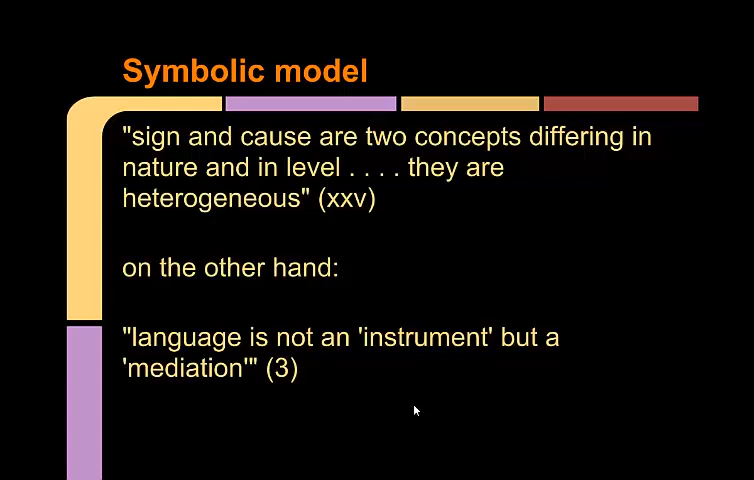 Symbolic model
"sign and cause are two concepts differing in
nature and in level . . . . they are
heterogeneous" (xxv)
on the other hand:
"language is not an 'instrument' but a
'mediation'" (3)